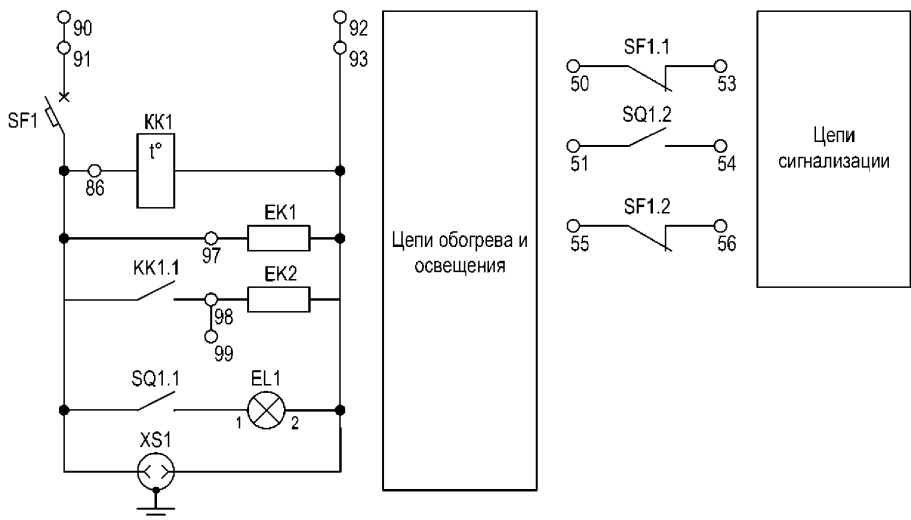 90
91
92
93
SF1
KK1
t°
86
EK1
97
KK1.1
EK2
98
99
SQ1.1
EL1
1
2
XS1
Цепи обогрева и
освещения
SF1.1
50
53
SQ1.2
51
54
SF1.2
55
56
Цепи
сигнализации